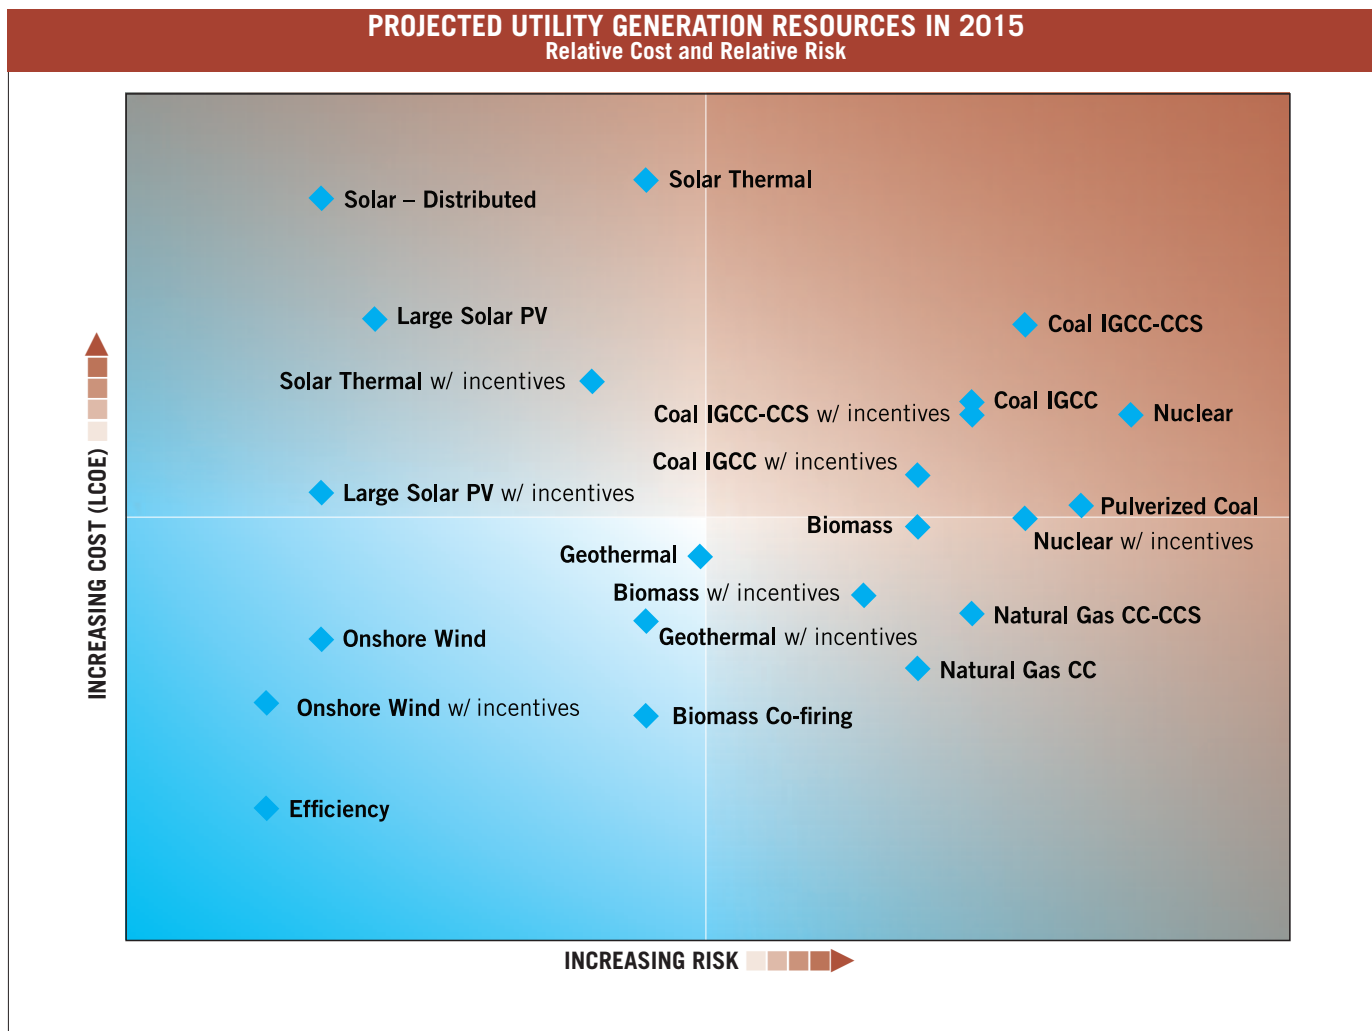 PROJECTED UTILITY GENERATION RESOURCES IN 2015
Relative Cost and Relative Risk
Solar Thermal
Solar – Distributed
Large Solar PV
Coal IGCC-CCS
Solar Thermal w/ incentives
Coal IGCC
Coal IGCC-CCS w/ incentives
Nuclear
Coal IGCC w/ incentives
Large Solar PV w/ incentives
Pulverized Coal
Biomass
Nuclear w/ incentives
Geothermal
Biomass w/ incentives
Natural Gas CC-CCS
Geothermal w/ incentives
Onshore Wind
Natural Gas CC
Onshore Wind w/ incentives
Biomass Co-firing
Efficiency
INCREASING COST (LCOE)
INCREASING RISK